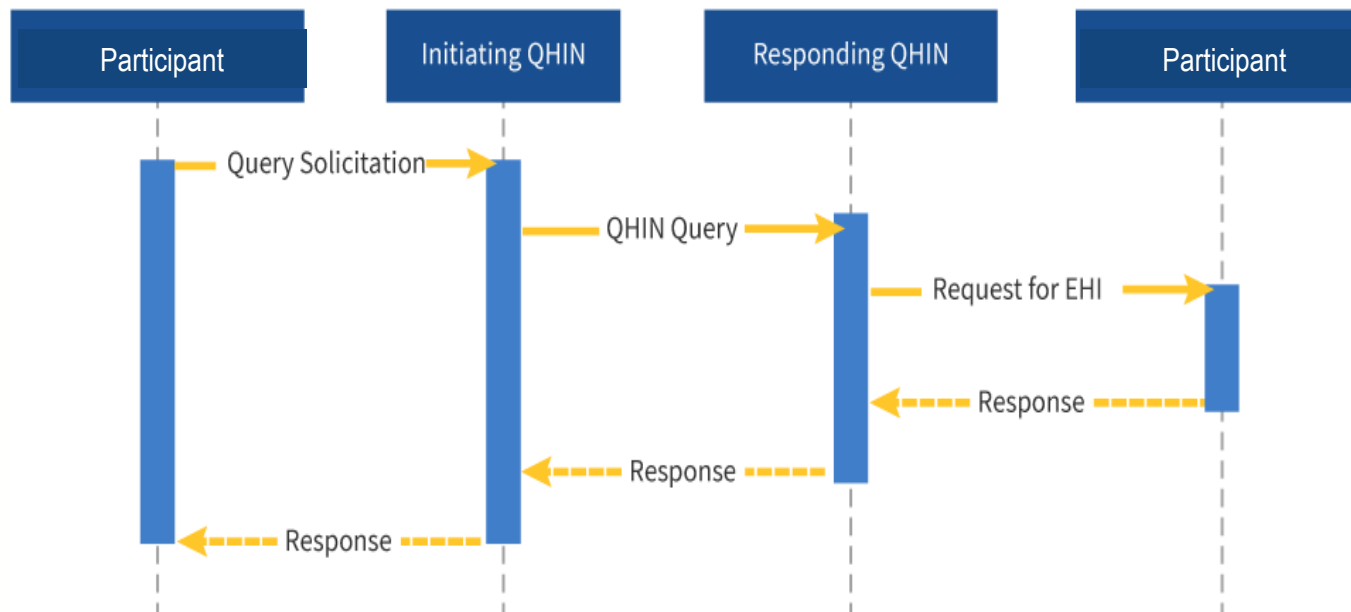 Participant
Initiating QHIN
Responding QHIN
Participant
Query Solicitation
QHIN Query
Request for EHI
Response
Response
Response